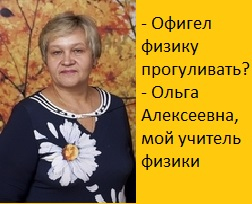 - Офигел
физику
прогуливать?
- Ольга
Алексеевна,
мой учитель
физики